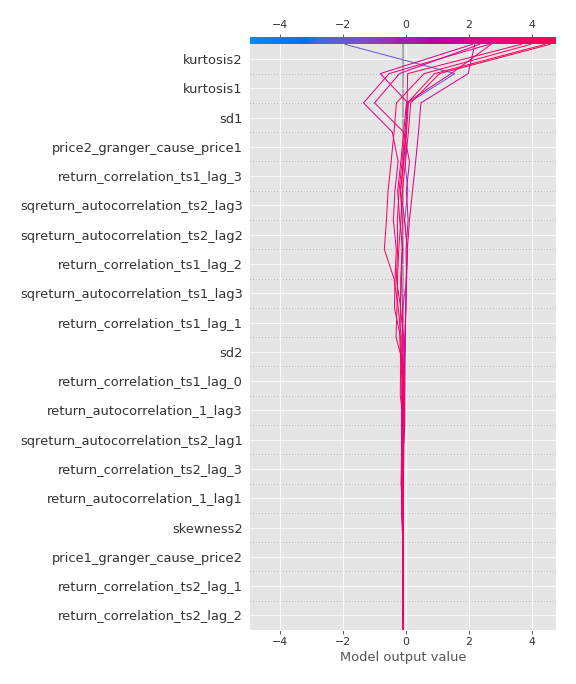 −4 −2 0 2 4
kurtosis2
kurtosis1
sd1
price2_granger_cause_price1
return_correlation_ts1_lag_3
sqreturn_autocorrelation_ts2_lag3
sqreturn_autocorrelation_ts2_lag2
return_correlation_ts1_lag_2
sqreturn_autocorrelation_ts1_lag3
return_correlation_ts1_lag_1
sd2
return_correlation_ts1_lag_0
return_autocorrelation_1_lag3
sqreturn_autocorrelation_ts2_lag1
return_correlation_ts2_lag_3
return_autocorrelation_1_lag1
skewness2
price1_granger_cause_price2
return_correlation_ts2_lag_1
return_correlation_ts2_lag_2
−4 −2 0 2 4
Model output value